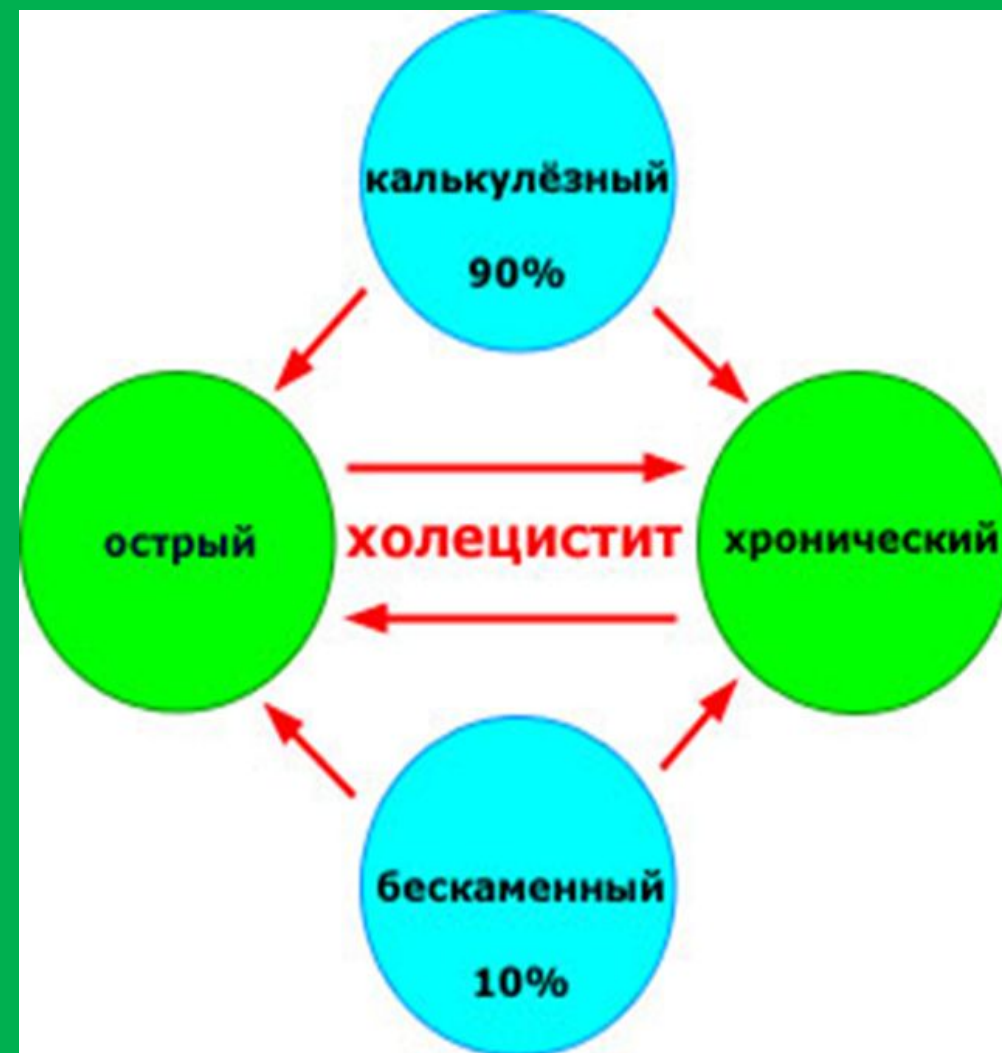 калькулёзный
90%
острый
холецистит
хронический
бескаменный
10%